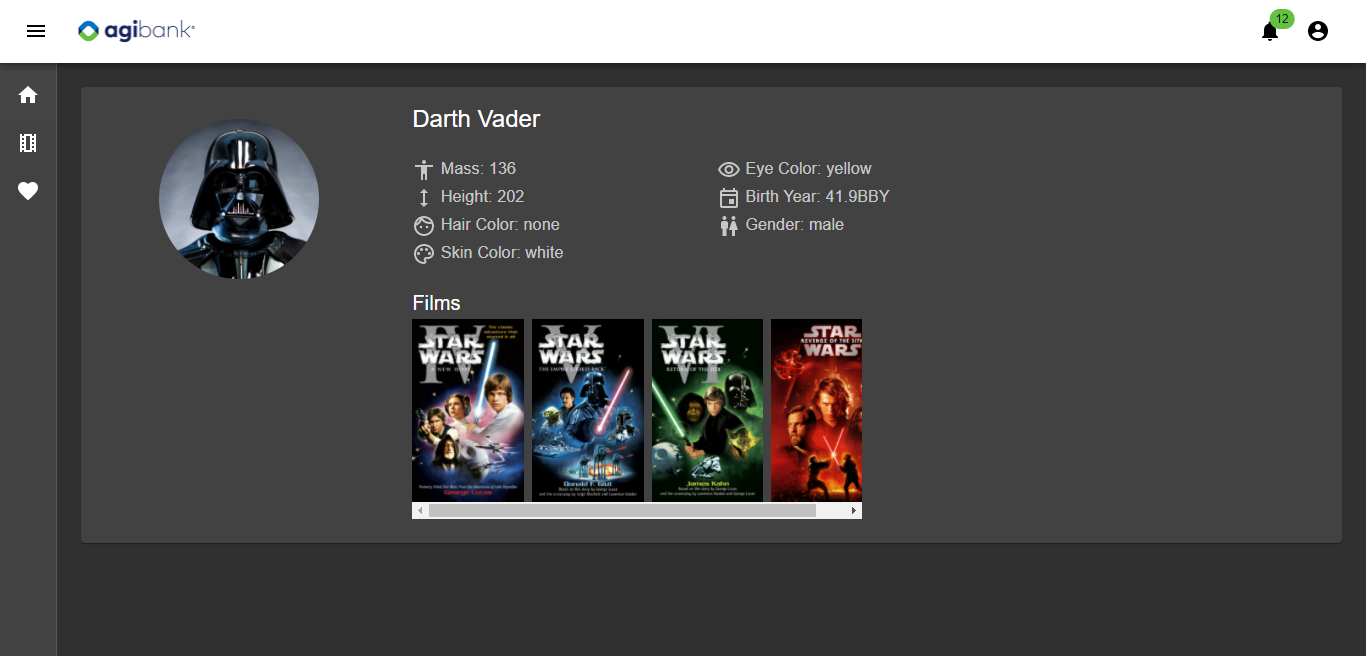 agibank
12
Darth Vader
Mass: 136
Eye Color: yellow
Height: 202
Birth Year: 41.9BBY
Hair Color: none
Gender: male
Skin Color: white
Films
IV
STAR WARS
A NEW HOPE
George Lucas
V
STAR WARS
THE EMPIRE STRIKES BACK
Donald F. Glut
VI
STAR WARS
RETURN OF THE JEDI
James Kahn
STAR
REVENGE OF THE SITH
WARS